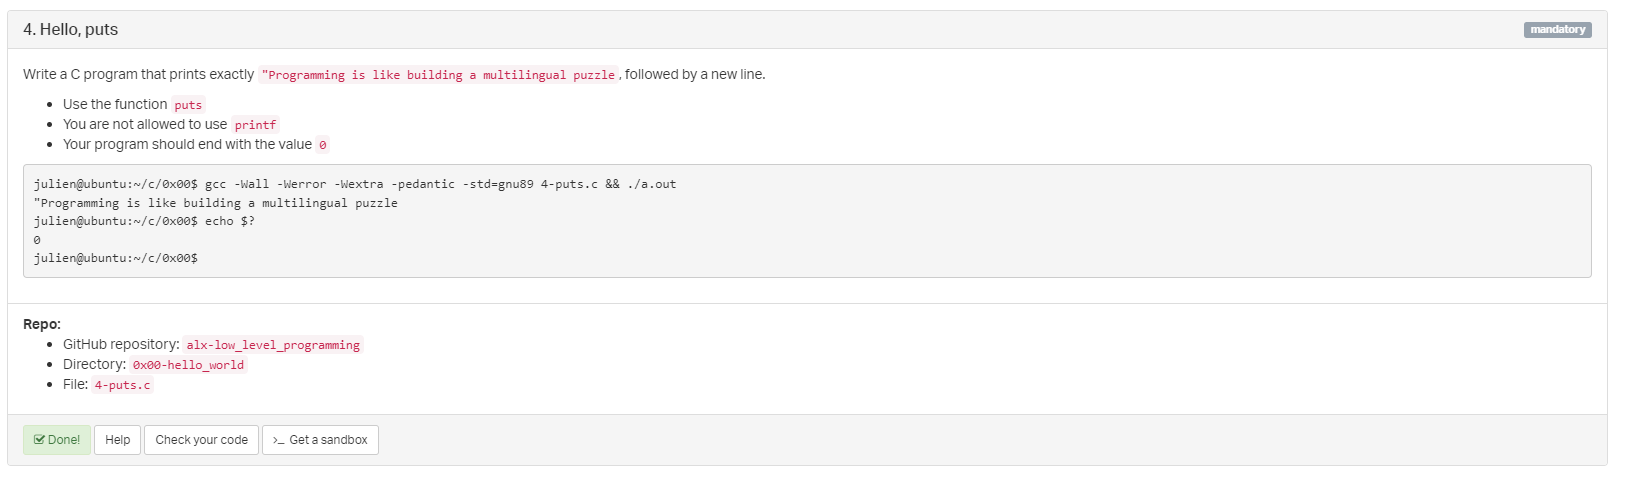 4. Hello, puts
mandatory
Write a C program that prints exactly "Programming is like building a multilingual puzzle, followed by a new line.
Use the function puts
You are not allowed to use printf
Your program should end with the value 0
julien@ubuntu:~/c/0x00$ gcc -Wall -Werror -Wextra -pedantic -std=gnu89 4-puts.c && ./a.out
"Programming is like building a multilingual puzzle
julien@ubuntu:~/c/0x00$ echo $?
0
julien@ubuntu:~/c/0x00$
Repo:
GitHub repository: alx-low_level_programming
Directory: 0x00-hello_world
File: 4-puts.c
Done!
Help
Check your code
>_ Get a sandbox